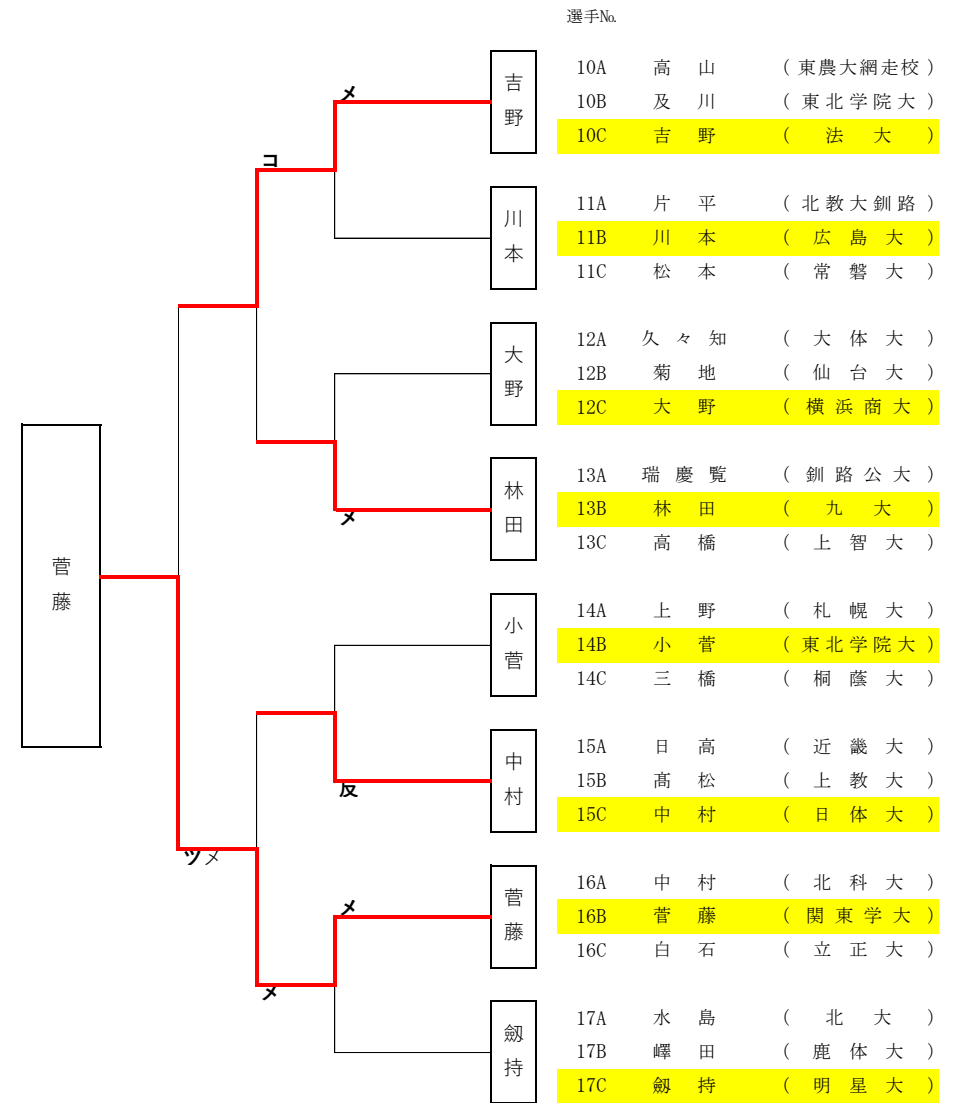 選手№
10A 高山 (東農大網走校)
10B 及川 (東北学院大)
10C 吉野 (法大)
11A 片平 (北教大釧路)
11B 川本 (広島大)
11C 松本 (常磐大)
12A 久々知 (大体大)
12B 菊地 (仙台大)
12C 大野 (横浜商大)
13A 瑞慶覧 (釧路公大)
13B 林田 (九大)
13C 高橋 (上智大)
14A 上野 (札幌大)
14B 小菅 (東北学院大)
14C 三橋 (桐蔭大)
15A 日高 (近畿大)
15B 髙松 (上教大)
15C 中村 (日体大)
16A 中村 (北科大)
16B 菅藤 (関東学大)
16C 白石 (立正大)
17A 水島 (北大)
17B 嶧田 (鹿体大)
17C 劔持 (明星大)
吉野
川本
大野
林田
小菅
中村
菅藤
劔持
メ
コ
メ
反
ツメ
メ
メ
菅藤